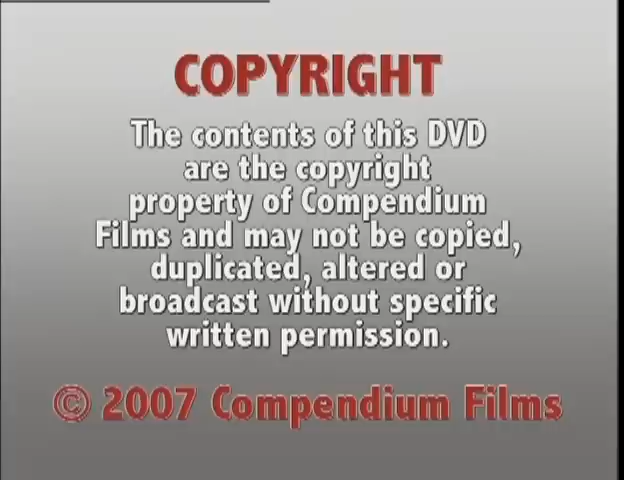 COPYRIGHT
The contents of this DVD
are the copyright
property of Compendium
Films and may not be copied,
duplicated, altered or
broadcast without specific
written permission.
© 2007 Compendium Films